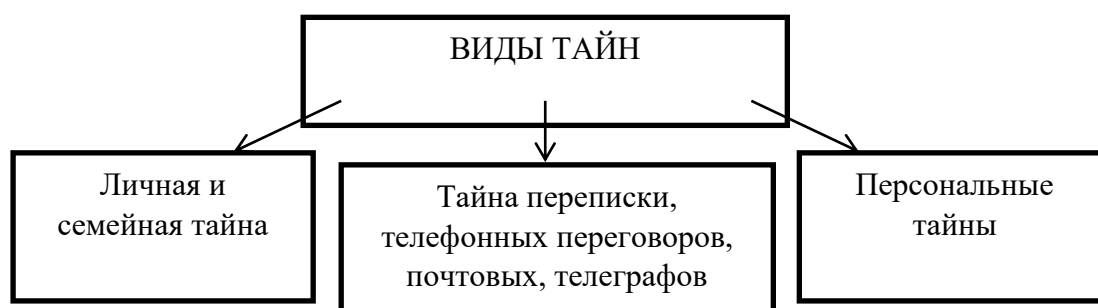 ВИДЫ ТАЙН
Личная и
семейная тайна
Тайна переписки,
телефонных переговоров,
почтовых, телеграфов
Персональные
тайны